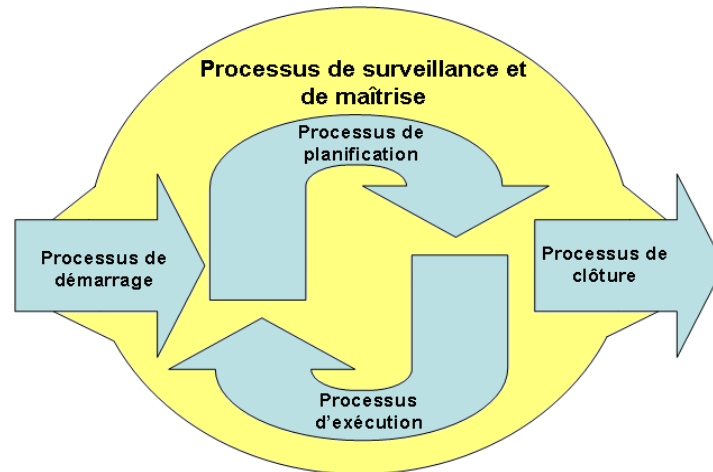 Processus de surveillance et
de maîtrise
Processus de
planification
Processus de
démarrage
Processus de
clôture
Processus
d'exécution